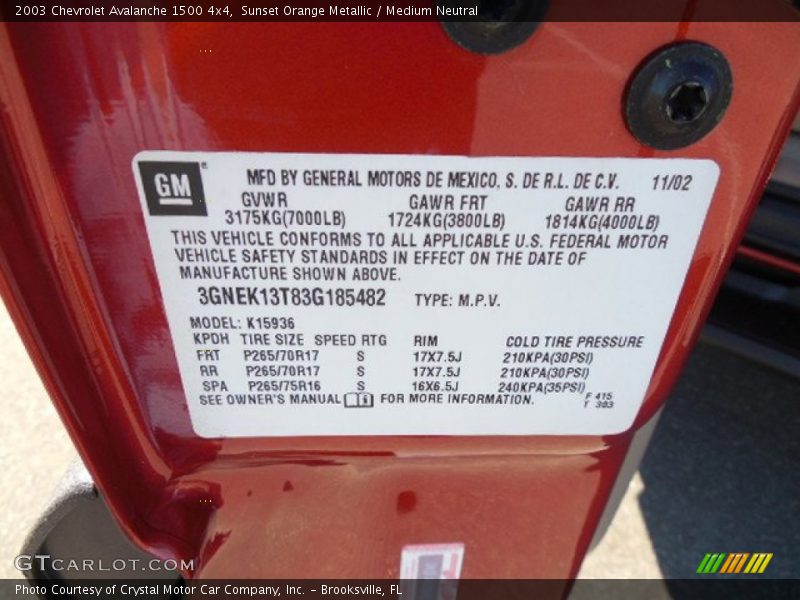 2003 Chevrolet Avalanche 1500 4x4, Sunset Orange Metallic / Medium Neutral
GM
MFD BY GENERAL MOTORS DE MEXICO, S. DE R.L. DE C.V. 11/02
GVWR GAWR FRT GAWR RR
3175KG(7000LB) 1724KG(3800LB) 1814KG(4000LB)
THIS VEHICLE CONFORMS TO ALL APPLICABLE U.S. FEDERAL MOTOR
VEHICLE SAFETY STANDARDS IN EFFECT ON THE DATE OF
MANUFACTURE SHOWN ABOVE.
3GNEK13T83G185482 TYPE: M.P.V.
MODEL: K15936
KPDH TIRE SIZE SPEED RTG RIM COLD TIRE PRESSURE
FRT P265/70R17 S 17X7.5J 210KPA(30PSI)
RR P265/70R17 S 17X7.5J 210KPA(30PSI)
SPA P265/75R16 S 16X6.5J 240KPA(35PSI)
SEE OWNER'S MANUAL FOR MORE INFORMATION.
F 415
T 303
GTCARLOT.COM
Photo Courtesy of Crystal Motor Car Company, Inc. – Brooksville, FL